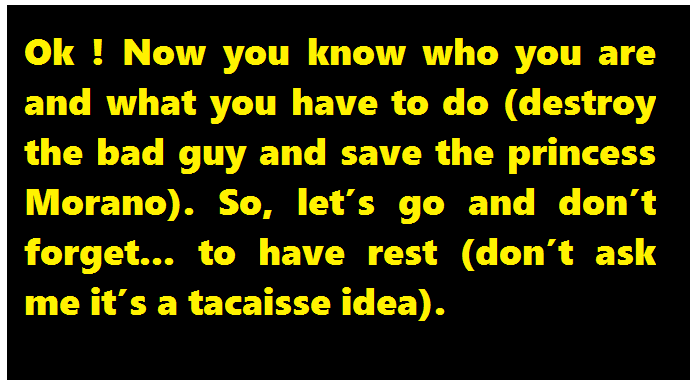 Ok ! Now you know who you are
and what you have to do (destroy
the bad guy and save the princess
Morano). So, let´s go and don´t
forget... to have rest (don´t ask
me it´s a tacaisse idea).